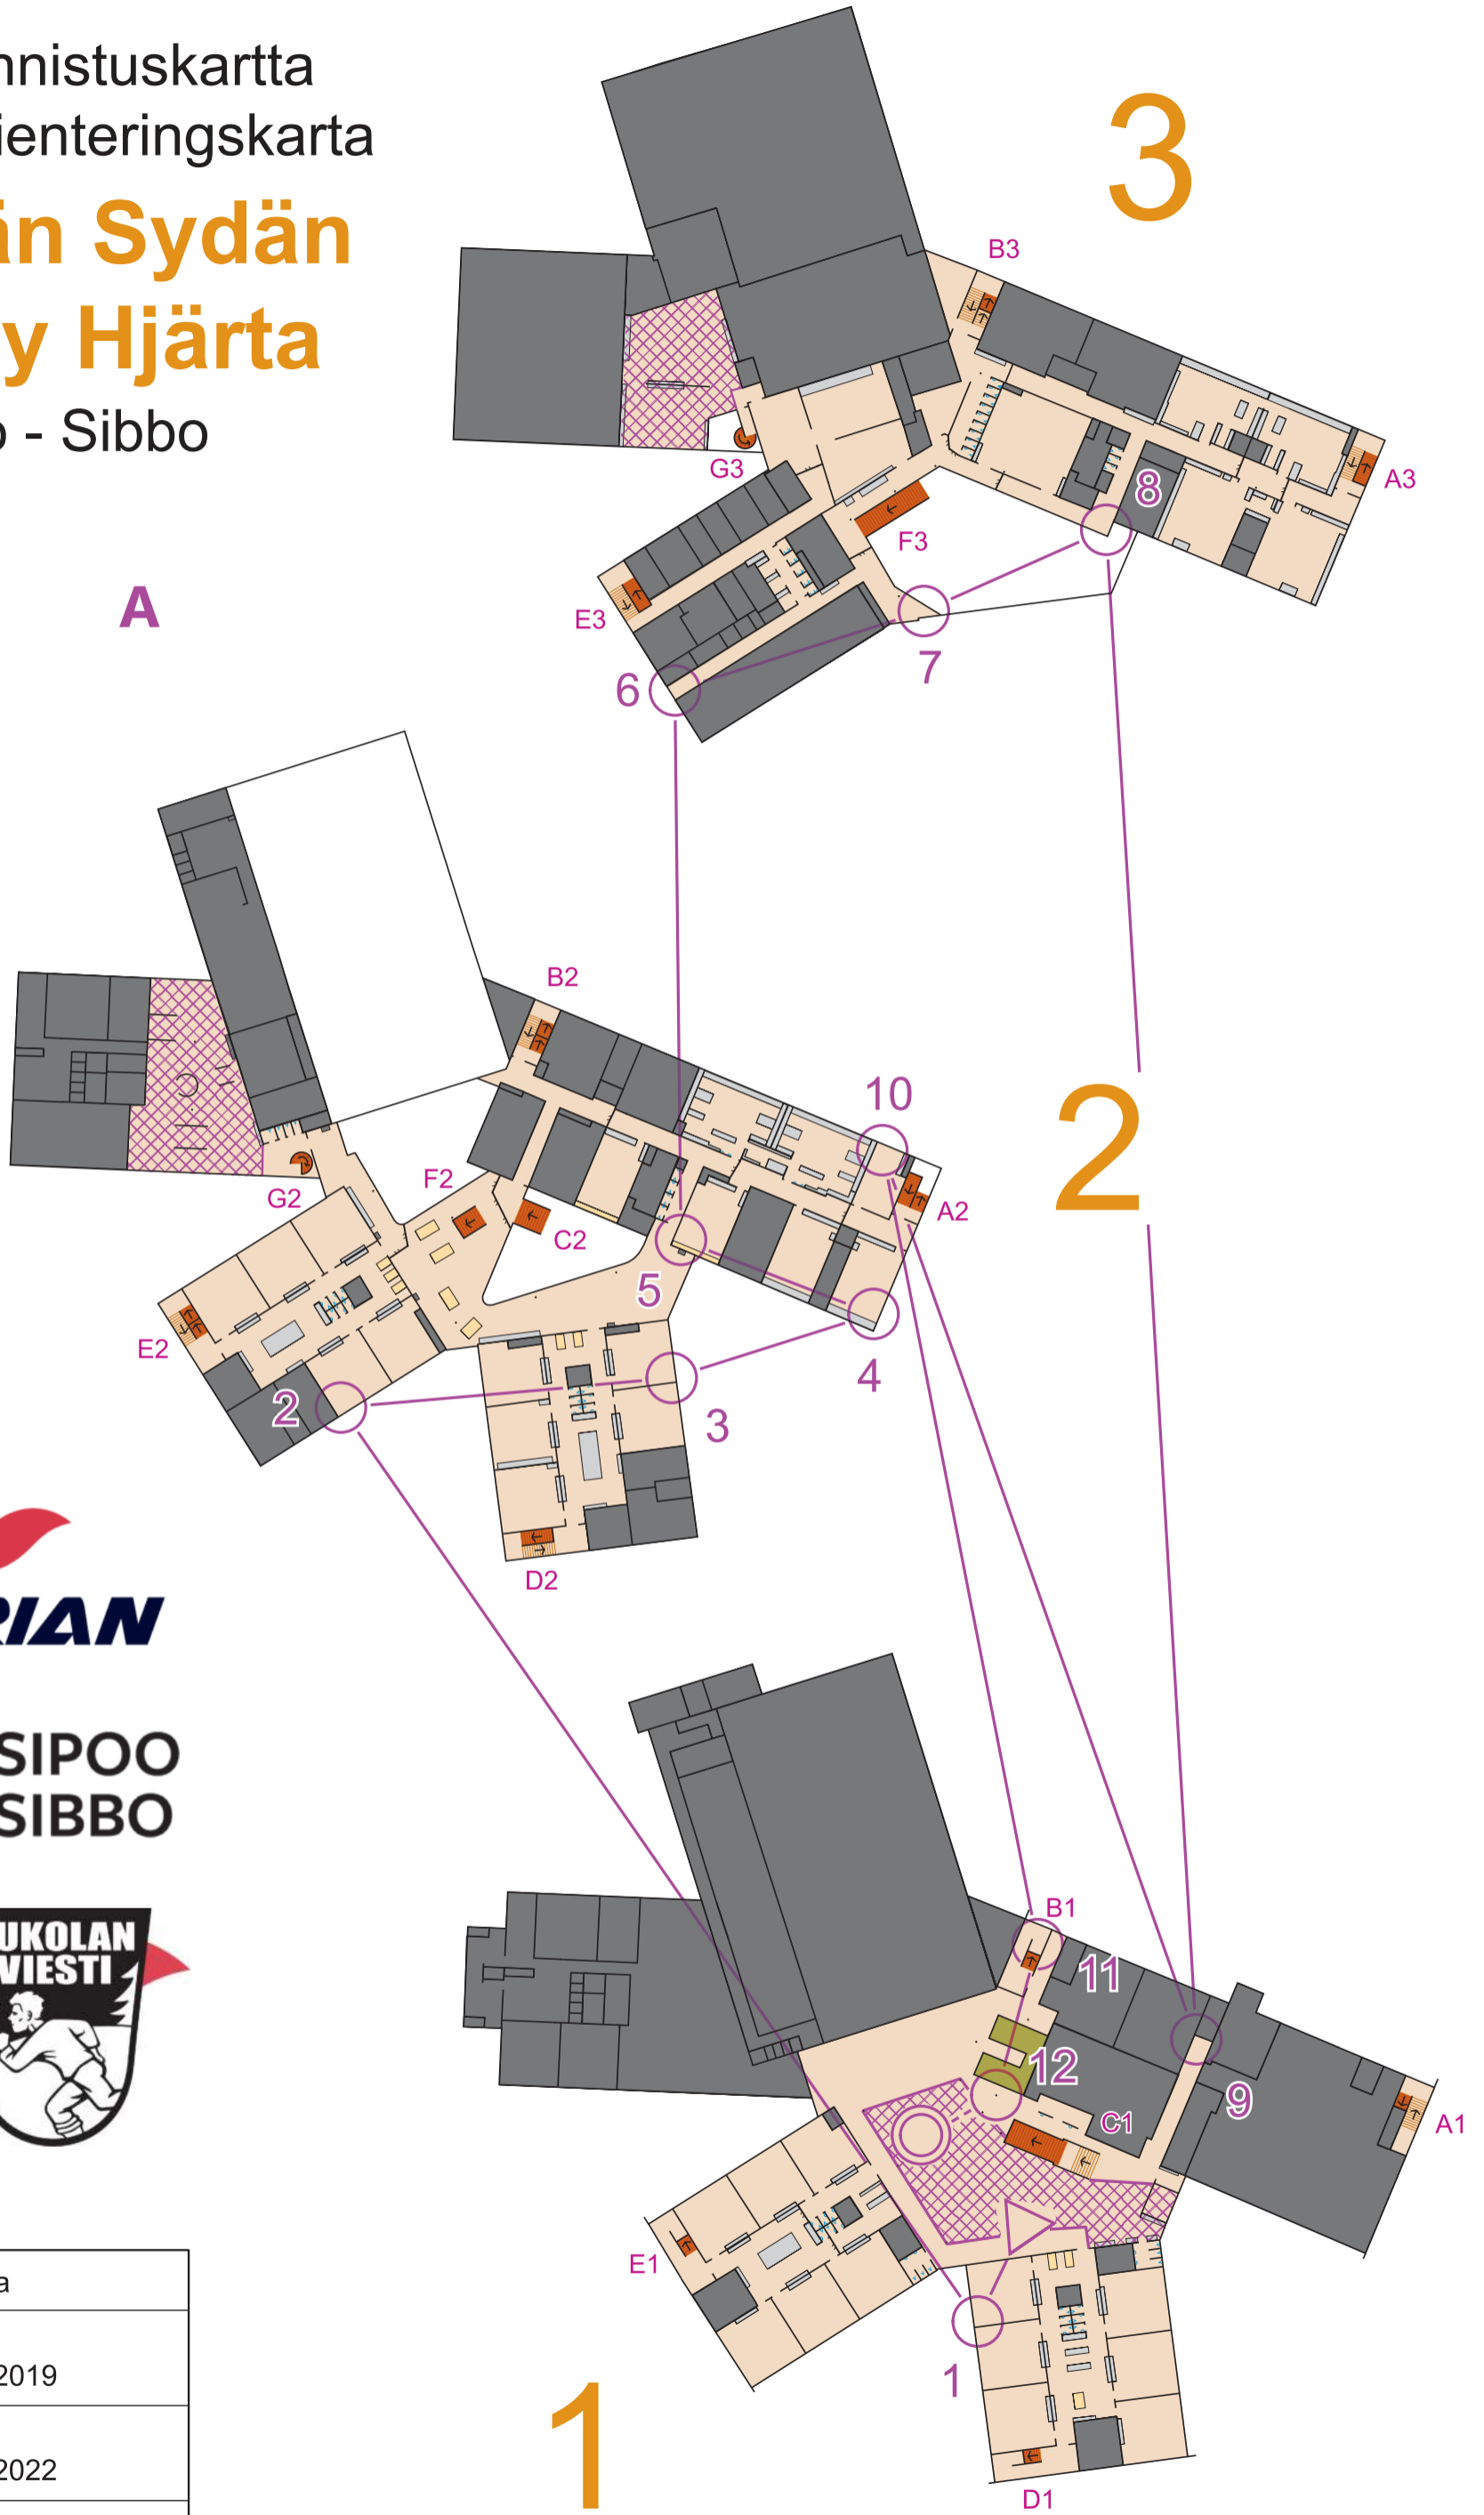 nnistuskartta
ienteringskarta
än Sydän
y Hjärta
o - Sibbo
3
B3
A3
8
G3
F3
E3
7
6
A
B2
10
2
A2
F2
G2
C2
5
E2
4
2
3
D2
RIAN
SIPOO
SIBBO
UKOLAN
VIESTI
B1
11
12
9
C1
A1
E1
1
1
D1
a
2019
2022